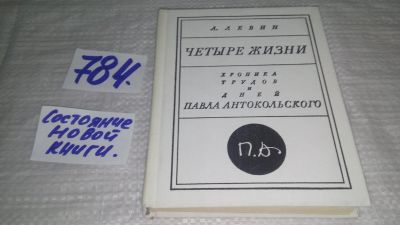 784.
Состояние
новой
книги.
Л. ЛЕВИН
ЧЕТЫРЕ ЖИЗНИ
ХРОНИКА
ТРУДОВ
И
ДНЕЙ
ПАВЛА АНТОКОЛЬСКОГО
П.А